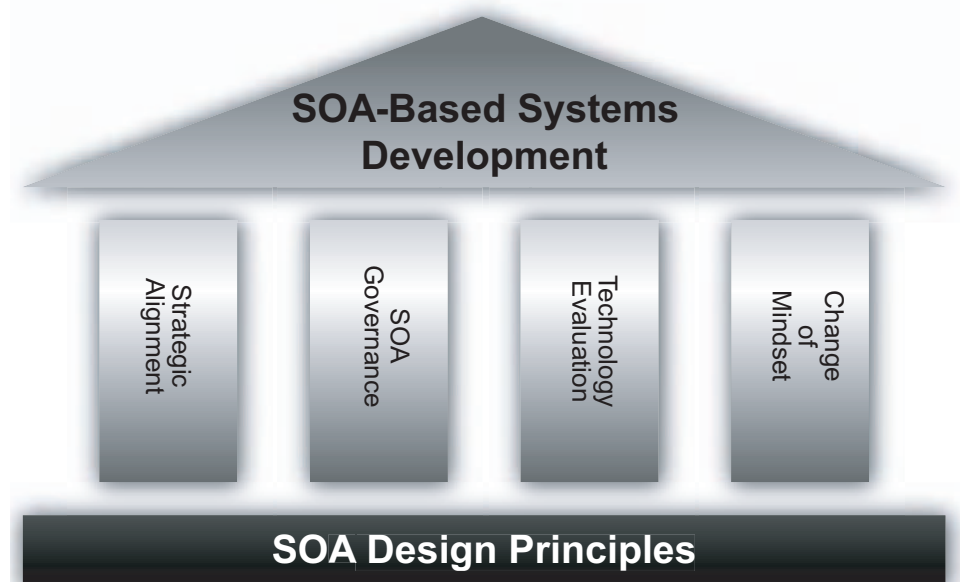 SOA-Based Systems
Development
Strategic
Alignment
SOA
Governance
Technology
Evaluation
Change
of
Mindset
SOA Design Principles